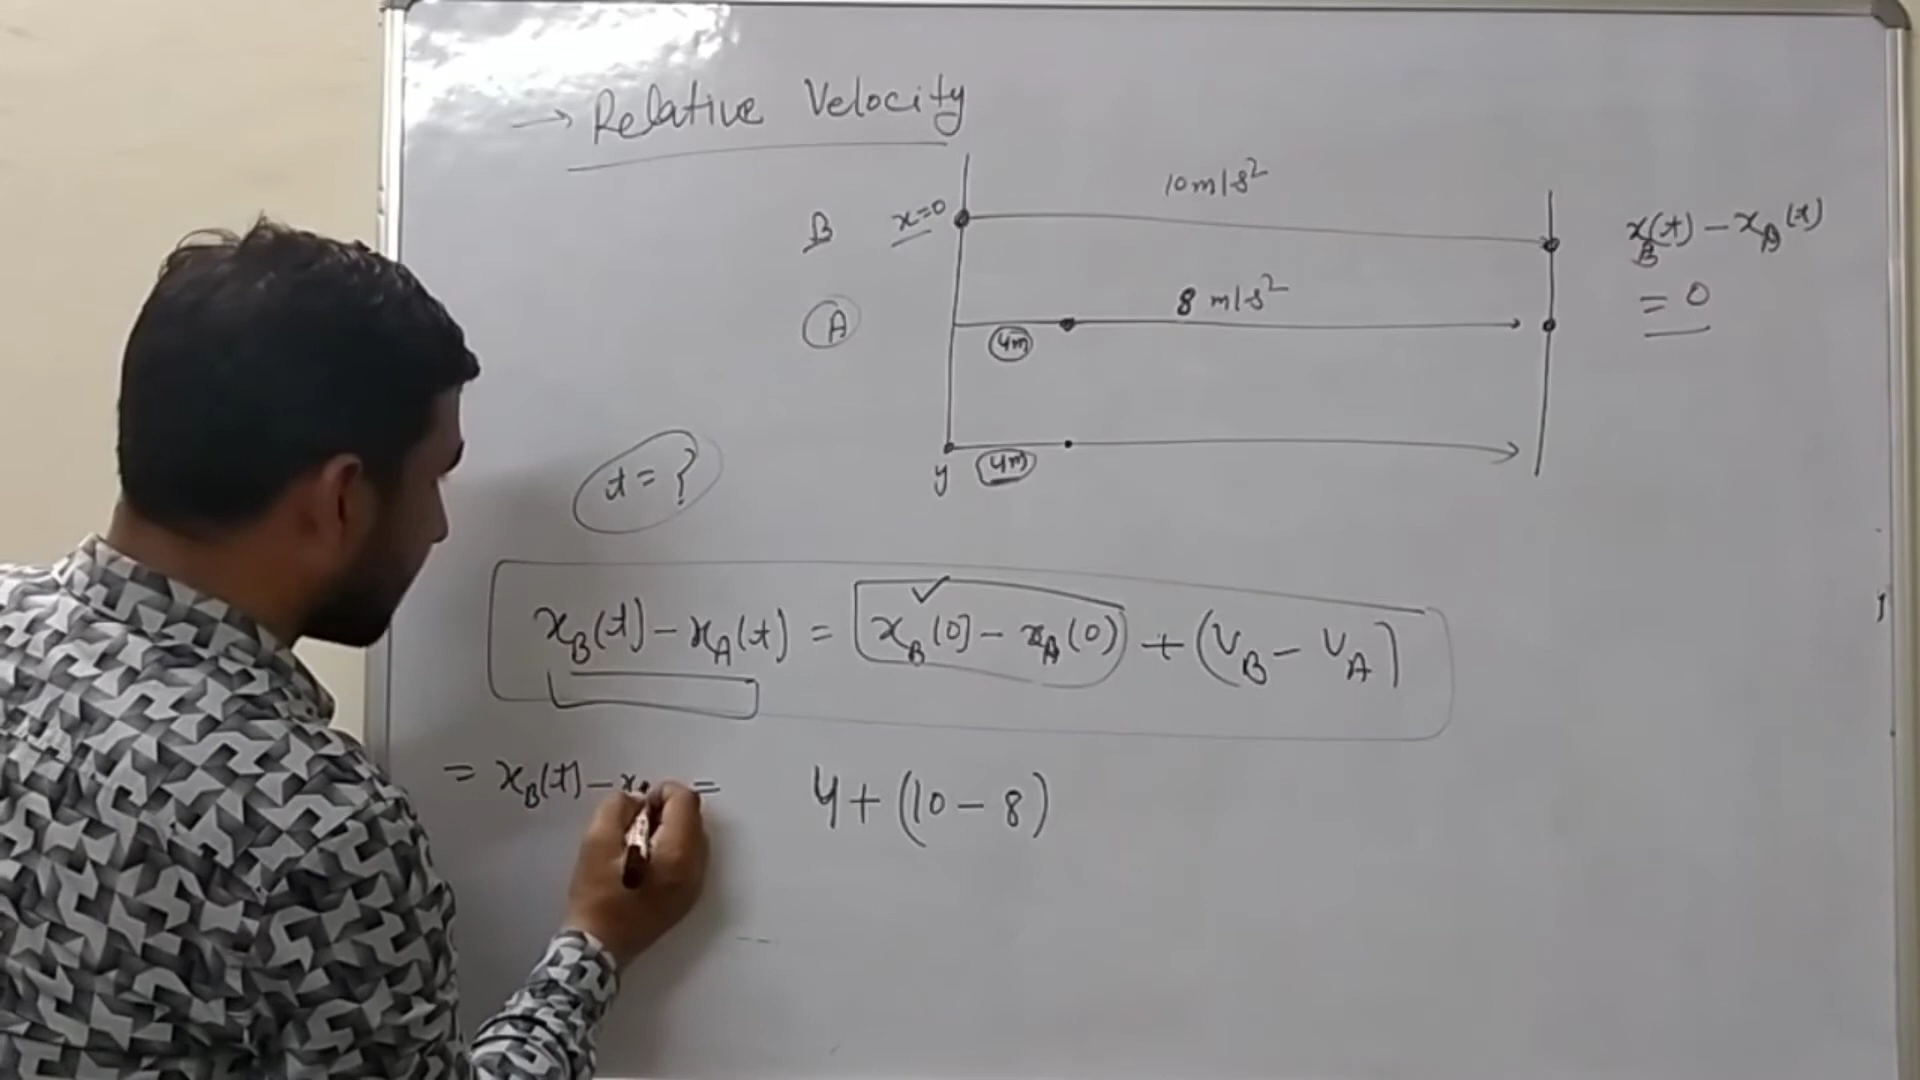 → Relative Velocity
10 m/s²
B x=0
x_B(t) - x_A(t)
= 0
A
8 m/s²
4m
t = ?
y 4m
x_B(t) - x_A(t) = x_B(0) - x_A(0) + (V_B - V_A)
= x_B(t) - x = 4 + (10 - 8)